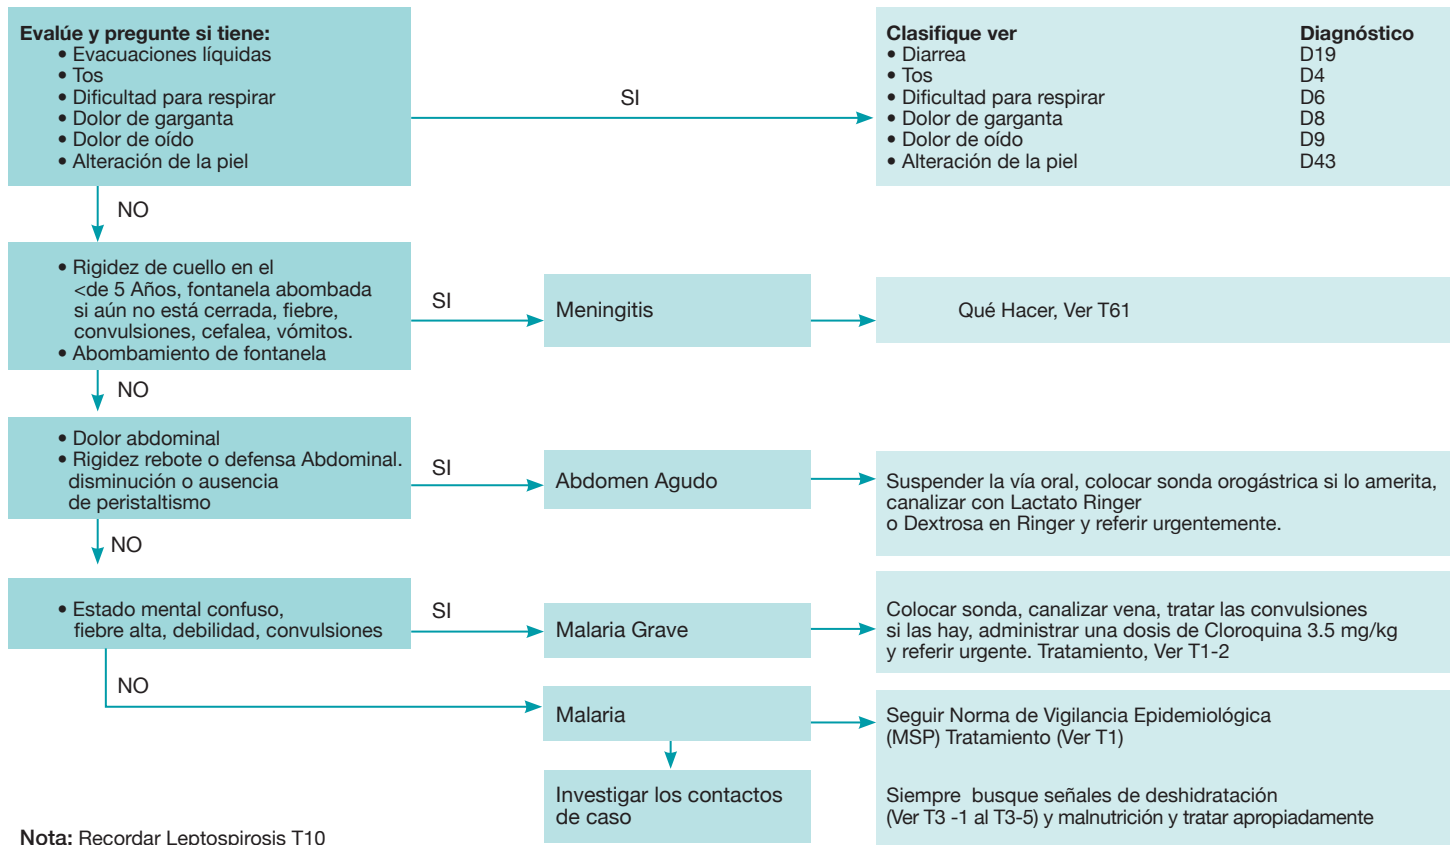 Evalúe y pregunte si tiene:
• Evacuaciones líquidas
• Tos
• Dificultad para respirar
• Dolor de garganta
• Dolor de oído
• Alteración de la piel
SI
Clasifique ver Diagnóstico
• Diarrea D19
• Tos D4
• Dificultad para respirar D6
• Dolor de garganta D8
• Dolor de oído D9
• Alteración de la piel D43
NO
• Rigidez de cuello en el
<de 5 Años, fontanela abombada
si aún no está cerrada, fiebre,
convulsiones, cefalea, vómitos.
• Abombamiento de fontanela
SI
Meningitis
Qué Hacer, Ver T61
NO
• Dolor abdominal
• Rigidez rebote o defensa Abdominal.
disminución o ausencia
de peristaltismo
SI
Abdomen Agudo
Suspender la vía oral, colocar sonda orogástrica si lo amerita,
canalizar con Lactato Ringer
o Dextrosa en Ringer y referir urgentemente.
NO
• Estado mental confuso,
fiebre alta, debilidad, convulsiones
SI
Malaria Grave
Colocar sonda, canalizar vena, tratar las convulsiones
si las hay, administrar una dosis de Cloroquina 3.5 mg/kg
y referir urgente. Tratamiento, Ver T1-2
NO
Malaria
Seguir Norma de Vigilancia Epidemiológica
(MSP) Tratamiento (Ver T1)
Investigar los contactos
de caso
Siempre busque señales de deshidratación
(Ver T3 -1 al T3-5) y malnutrición y tratar apropiadamente
Nota: Recordar Leptospirosis T10